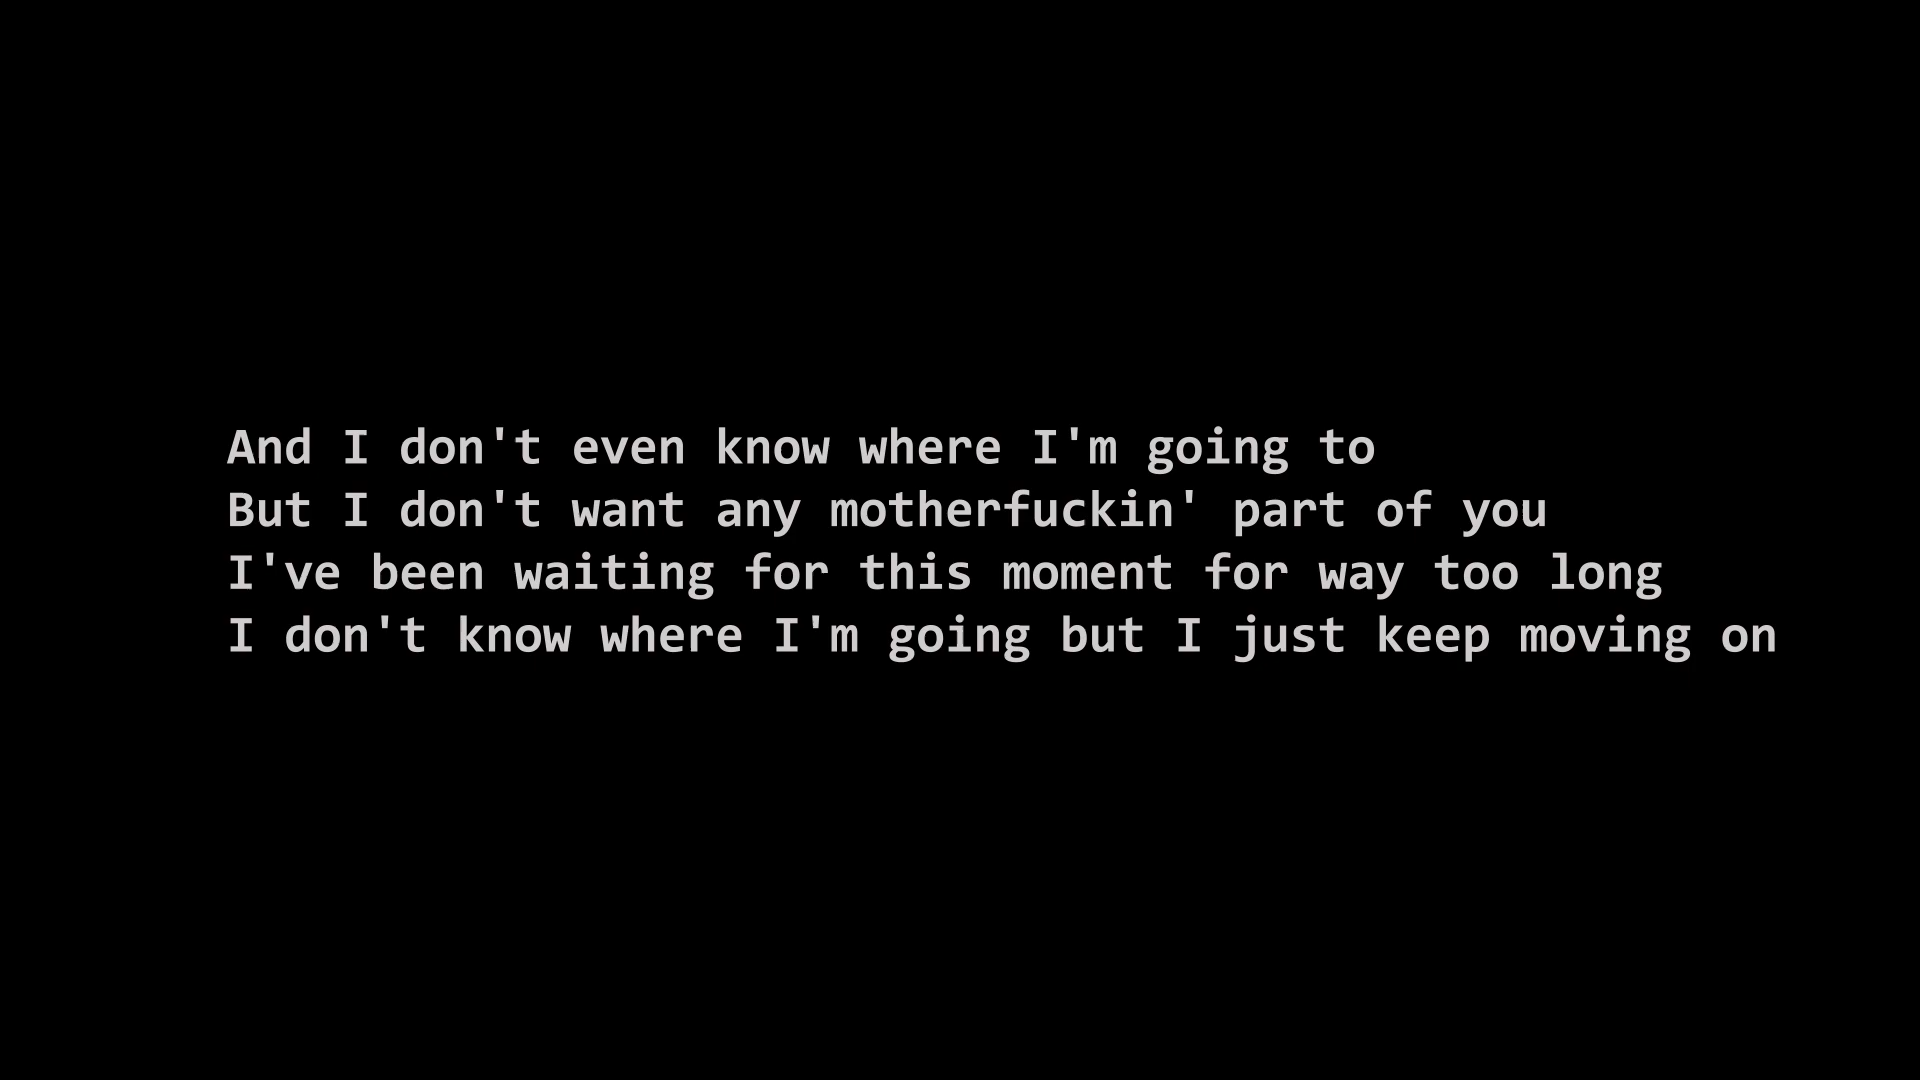 And I don't even know where I'm going to
But I don't want any motherfuckin' part of you
I've been waiting for this moment for way too long
I don't know where I'm going but I just keep moving on